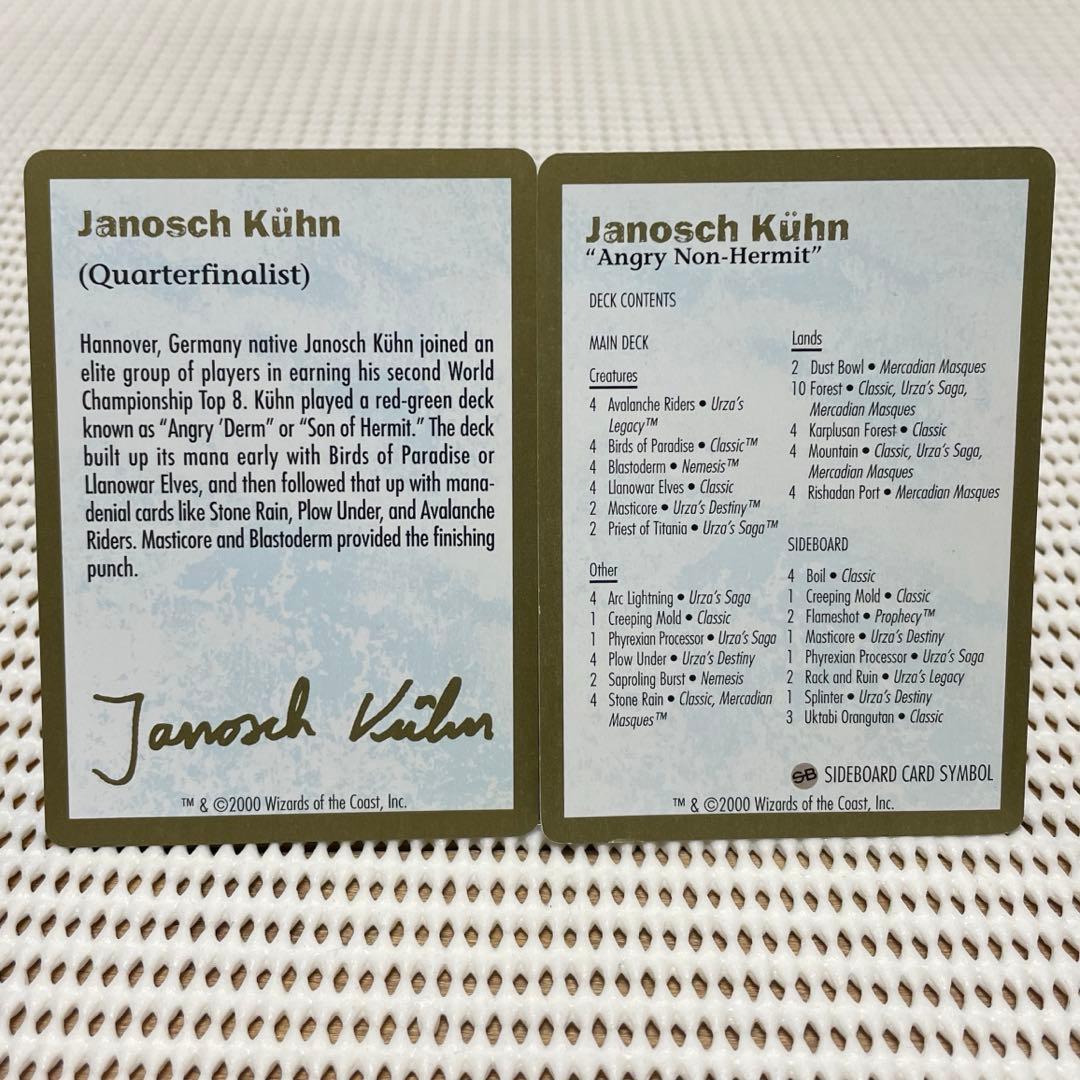 Janosch Kühn
(Quarterfinalist)
Hannover, Germany native Janosch Kühn joined an
elite group of players in earning his second World
Championship Top 8. Kühn played a red-green deck
known as “Angry ’Derm” or “Son of Hermit.” The deck
built up its mana early with Birds of Paradise or
Llanowar Elves, and then followed that up with mana-
denial cards like Stone Rain, Plow Under, and Avalanche
Riders. Masticore and Blastoderm provided the finishing
punch.
Janosch Kühn
™ & ©2000 Wizards of the Coast, Inc.
Janosch Kühn
“Angry Non-Hermit”
DECK CONTENTS
MAIN DECK
Creatures
4 Avalanche Riders • Urza’s
Legacy™
4 Birds of Paradise • Classic™
4 Blastoderm • Nemesis™
4 Llanowar Elves • Classic
2 Masticore • Urza’s Destiny™
2 Priest of Titania • Urza’s Saga™
Other
4 Arc Lightning • Urza’s Saga
1 Creeping Mold • Classic
1 Phyrexian Processor • Urza’s Saga
4 Plow Under • Urza’s Destiny
2 Saproling Burst • Nemesis
4 Stone Rain • Classic, Mercadian
Masques™
Lands
2 Dust Bowl • Mercadian Masques
10 Forest • Classic, Urza’s Saga,
Mercadian Masques
4 Karplusan Forest • Classic
4 Mountain • Classic, Urza’s Saga,
Mercadian Masques
4 Rishadan Port • Mercadian Masques
SIDEBOARD
4 Boil • Classic
1 Creeping Mold • Classic
2 Flameshot • Prophecy™
1 Masticore • Urza’s Destiny
1 Phyrexian Processor • Urza’s Saga
2 Rack and Ruin • Urza’s Legacy
1 Splinter • Urza’s Destiny
3 Uktabi Orangutan • Classic
SB SIDEBOARD CARD SYMBOL
™ & ©2000 Wizards of the Coast, Inc.